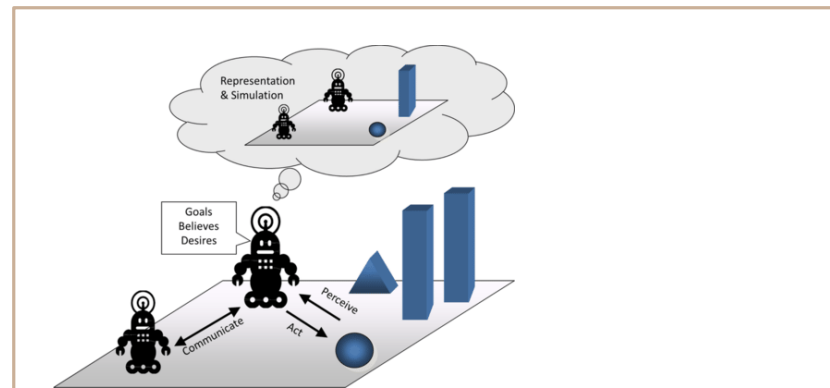 Representation
& Simulation
Goals
Believes
Desires
Perceive
Act
Communicate